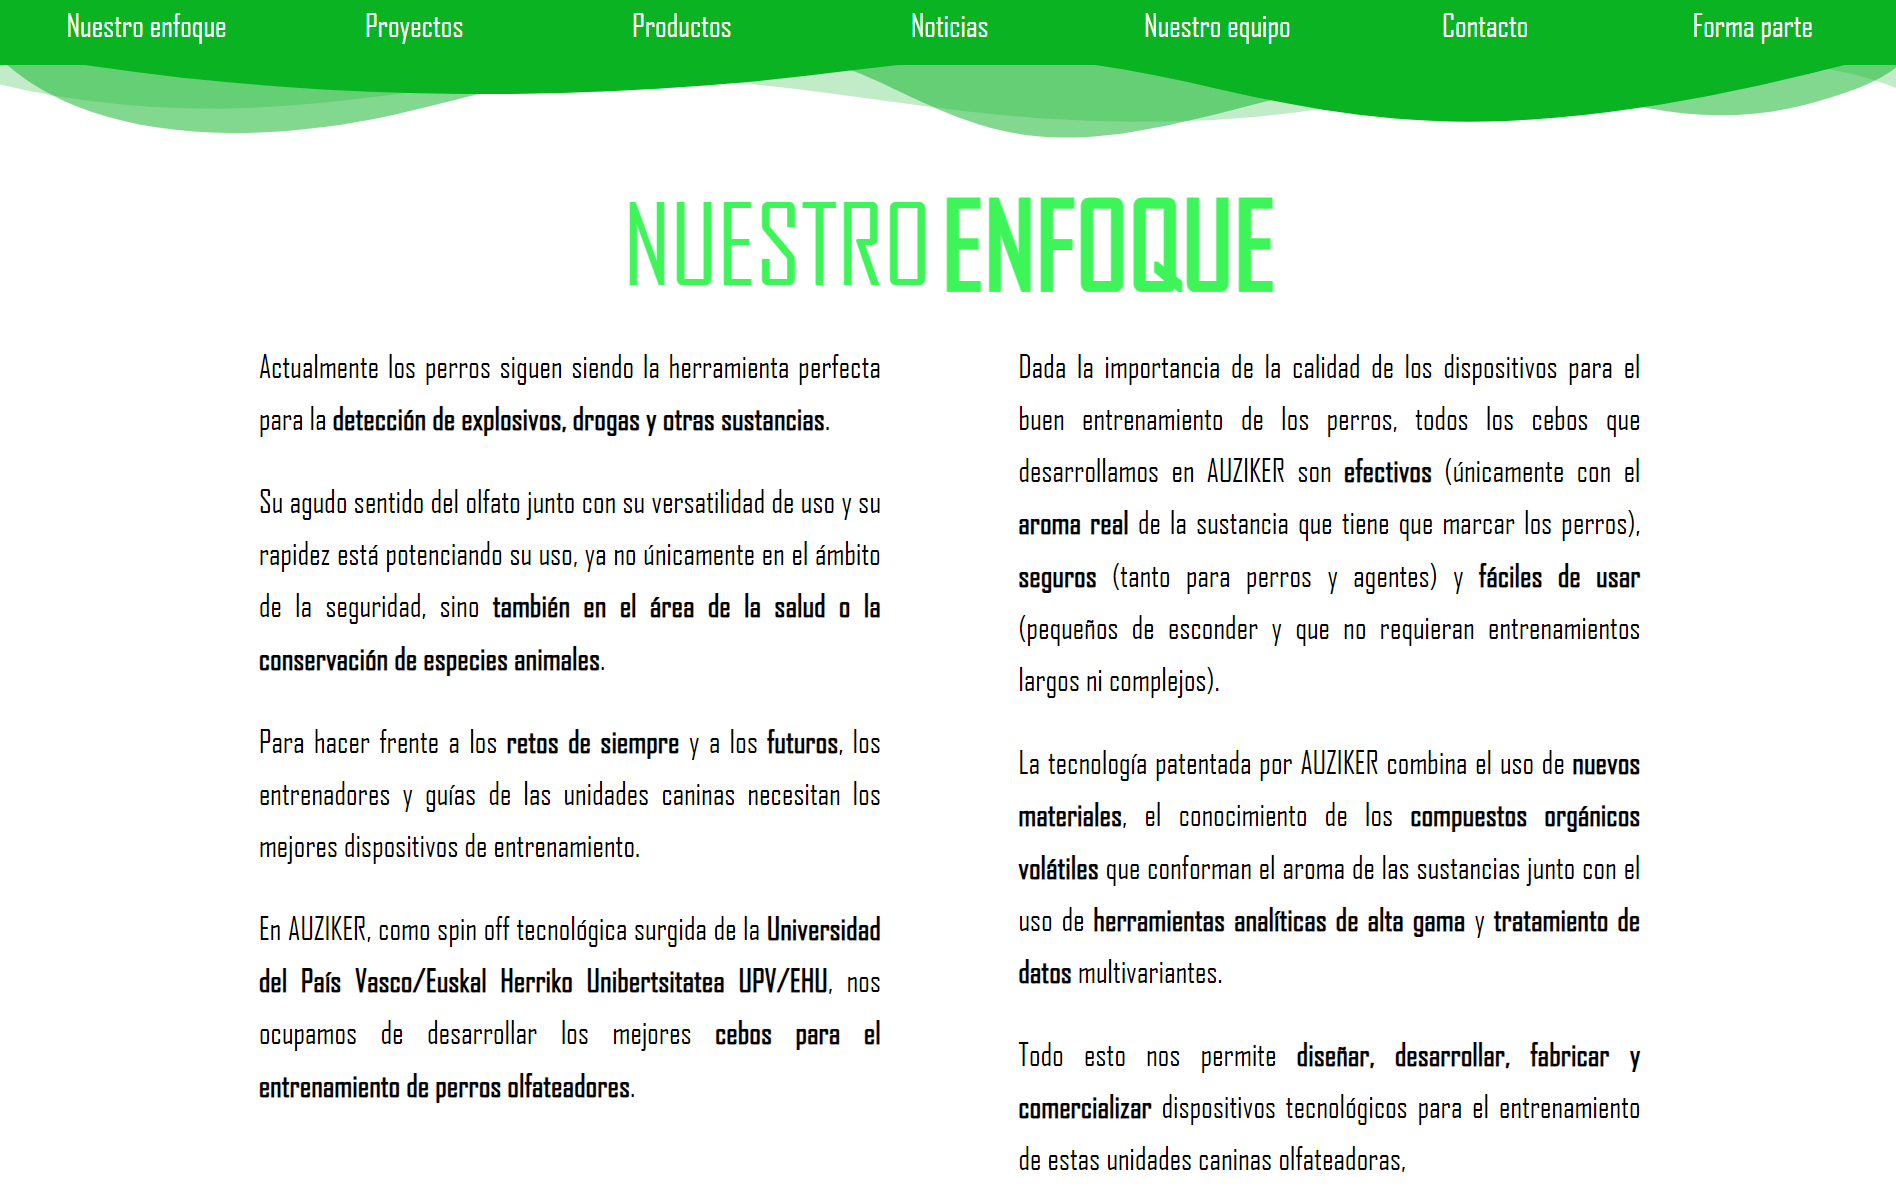 Nuestro enfoque
Proyectos
Productos
Noticias
Nuestro equipo
Contacto
Forma parte
NUESTRO ENFOQUE
Actualmente los perros siguen siendo la herramienta perfecta
para la detección de explosivos, drogas y otras sustancias.
Su agudo sentido del olfato junto con su versatilidad de uso y su
rapidez está potenciando su uso, ya no únicamente en el ámbito
de la seguridad, sino también en el área de la salud o la
conservación de especies animales.
Para hacer frente a los retos de siempre y a los futuros, los
entrenadores y guías de las unidades caninas necesitan los
mejores dispositivos de entrenamiento.
En AUZIKER, como spin off tecnológica surgida de la Universidad
del País Vasco/Euskal Herriko Unibertsitatea UPV/EHU, nos
ocupamos de desarrollar los mejores cebos para el
entrenamiento de perros olfateadores.
Dada la importancia de la calidad de los dispositivos para el
buen entrenamiento de los perros, todos los cebos que
desarrollamos en AUZIKER son efectivos (únicamente con el
aroma real de la sustancia que tiene que marcar los perros),
seguros (tanto para perros y agentes) y fáciles de usar
(pequeños de esconder y que no requieran entrenamientos
largos ni complejos).
La tecnología patentada por AUZIKER combina el uso de nuevos
materiales, el conocimiento de los compuestos orgánicos
volátiles que conforman el aroma de las sustancias junto con el
uso de herramientas analíticas de alta gama y tratamiento de
datos multivariantes.
Todo esto nos permite diseñar, desarrollar, fabricar y
comercializar dispositivos tecnológicos para el entrenamiento
de estas unidades caninas olfateadoras,